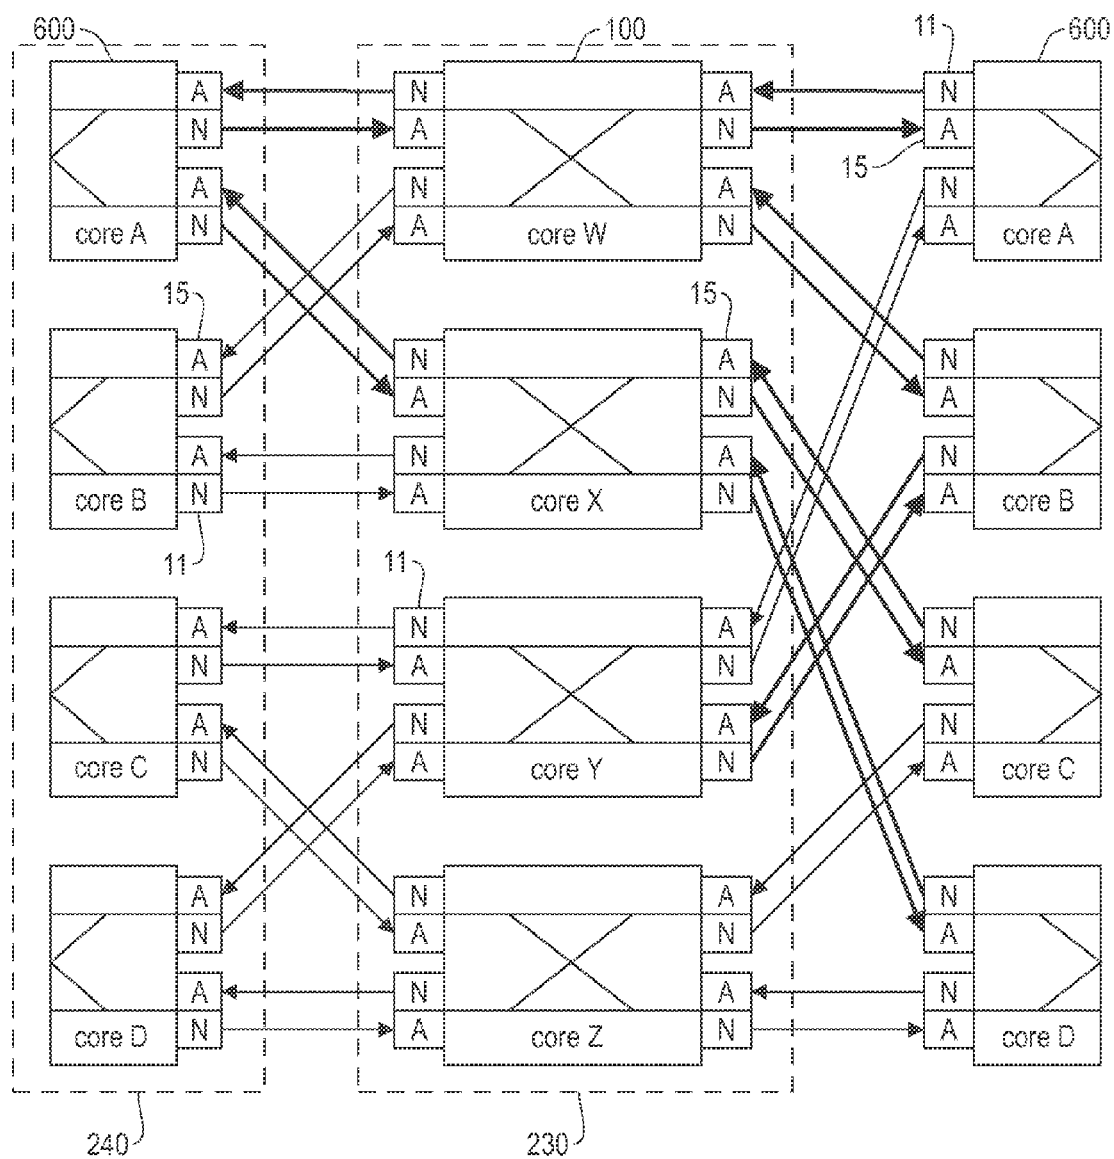 600 100 11 600
A N A N
N A N A
15
A N A N
N A N A
core A core W core A
15 15
A N A N
N A N A
A N A N
N A N A
core B core X core B
11 11
A N A N
N A N A
A N A N
N A N A
core C core Y core C
A N A N
N A N A
A N A N
N A N A
core D core Z core D
240 230